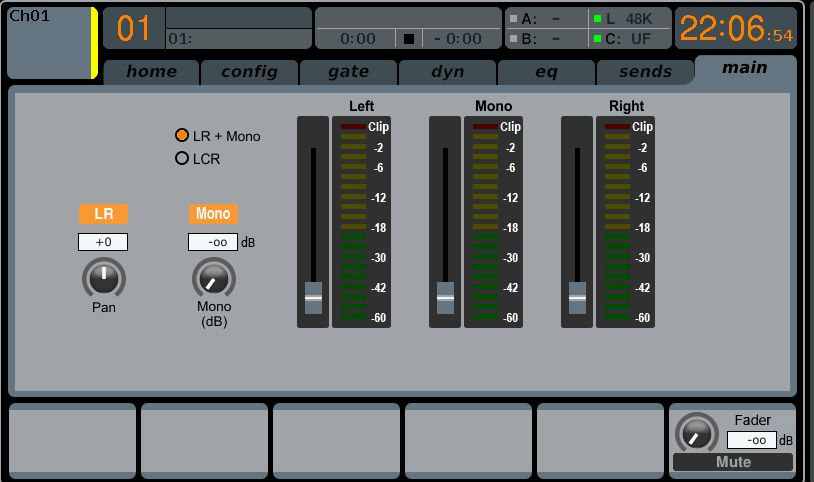 Ch01
01
01:
0:00 - 0:00
A: - L 48K
B: - C: UF
22:06:54
home config gate dyn eq sends main
Left Mono Right
LR + Mono
LCR
Clip Clip Clip
-2 -2 -2
-6 -6 -6
-12 -12 -12
-18 -18 -18
-30 -30 -30
-42 -42 -42
-60 -60 -60
LR Mono
+0 -oo dB
Pan Mono
(dB)
Fader
-oo dB
Mute